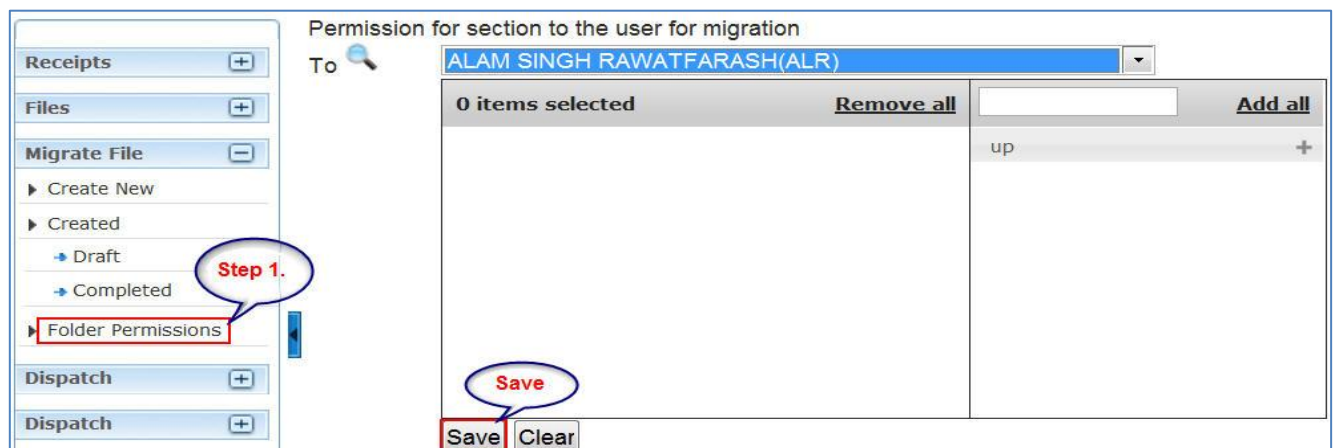 Permission for section to the user for migration
Receipts
To
ALAM SINGH RAWATFARASH(ALR)
0 items selected
Remove all
Add all
Files
Migrate File
up
Create New
Created
Draft
Step 1.
Completed
Folder Permissions
Dispatch
Save
Dispatch
Save
Clear